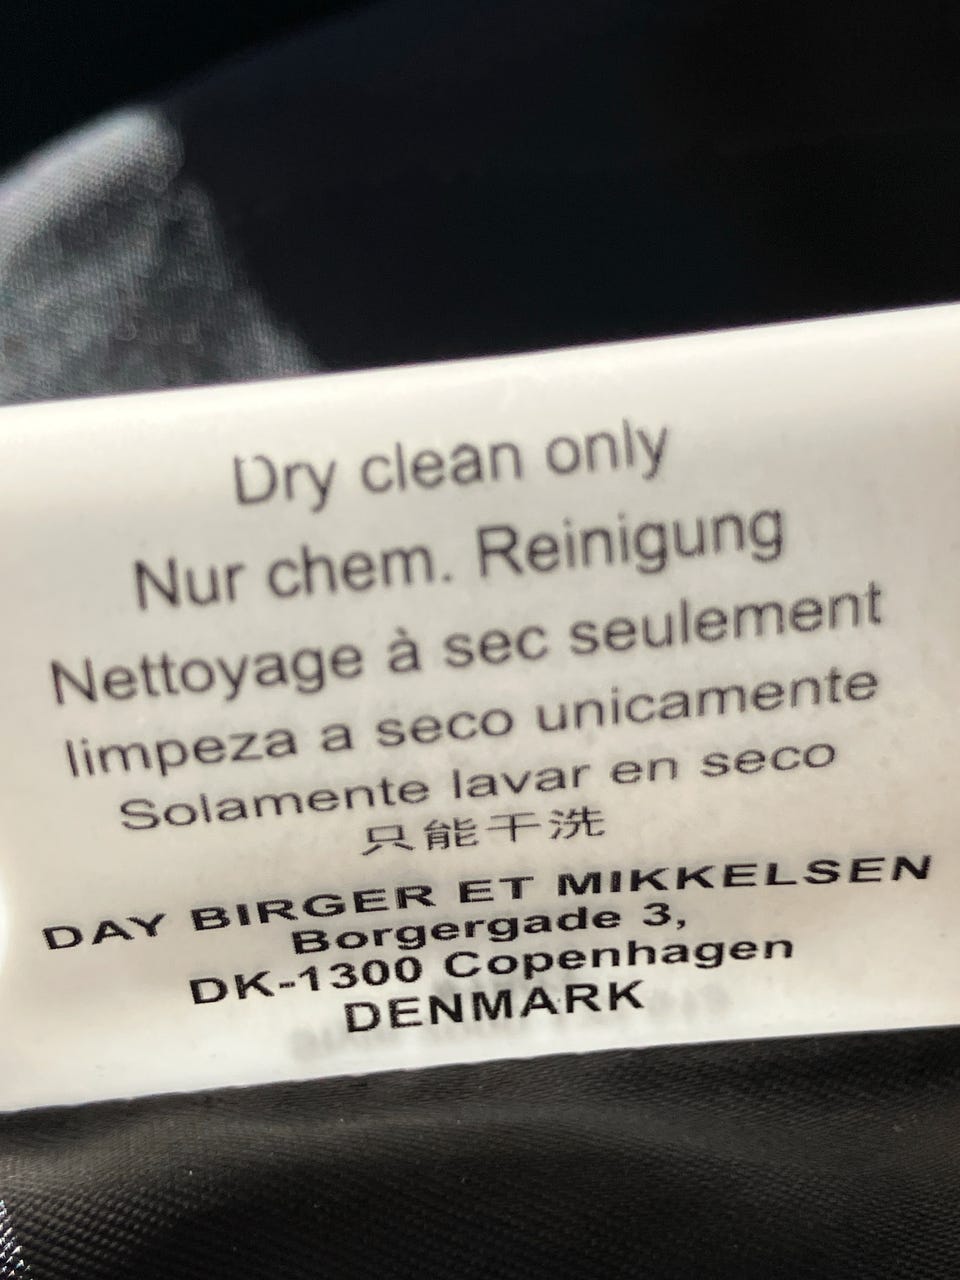 Dry clean only
Nur chem. Reinigung
Nettoyage à sec seulement
limpeza a seco unicamente
Solamente lavar en seco
只能干洗
DAY BIRGER ET MIKKELSEN
Borgergade 3,
DK-1300 Copenhagen
DENMARK